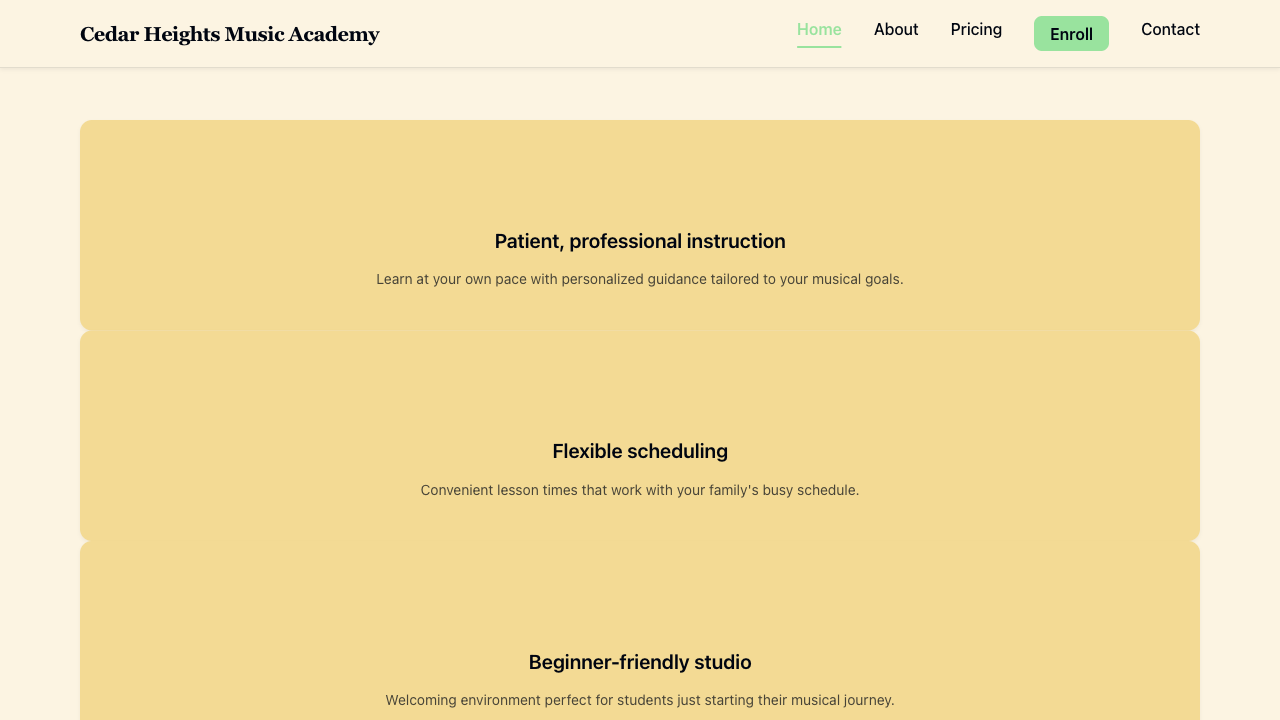 Cedar Heights Music Academy
Home
About
Pricing
Enroll
Contact
Patient, professional instruction
Learn at your own pace with personalized guidance tailored to your musical goals.
Flexible scheduling
Convenient lesson times that work with your family's busy schedule.
Beginner-friendly studio
Welcoming environment perfect for students just starting their musical journey.